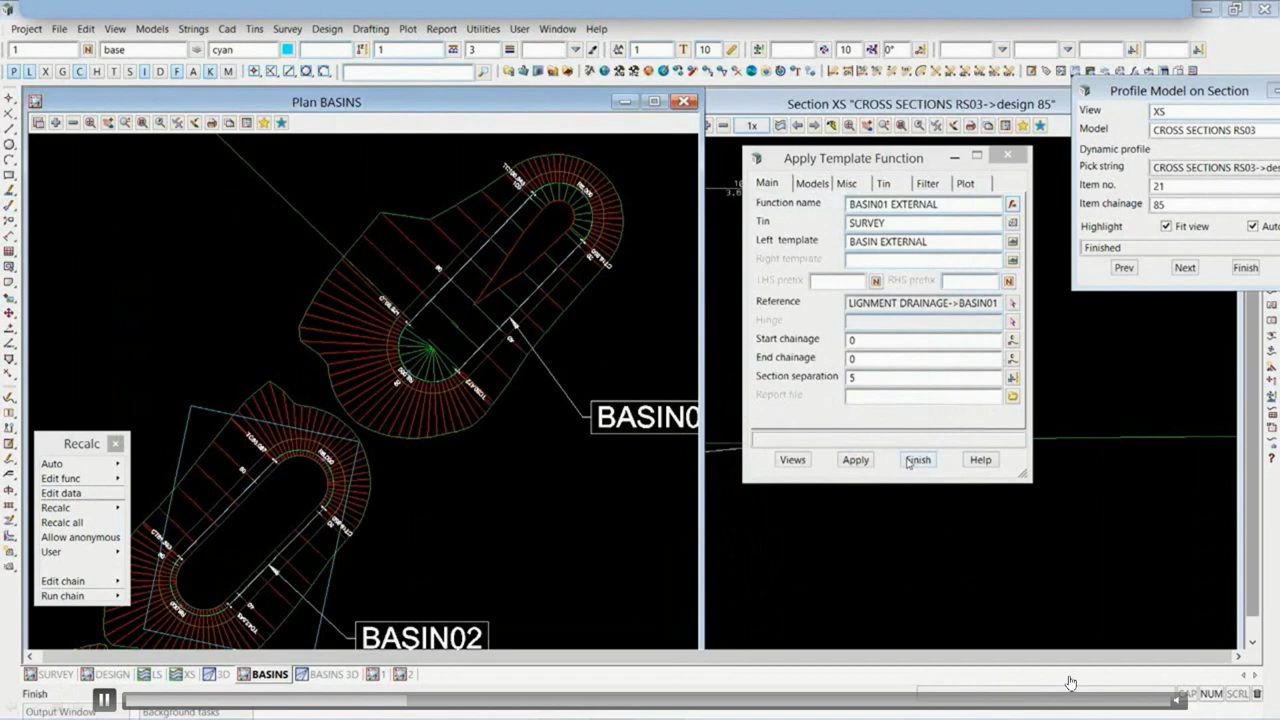 Project File Edit View Models Strings Cad Tins Survey Design Drafting Plot Report Utilities User Window Help
1 base cyan 1 3 1 10 10 0°
P L X G C H T S I D F A K M
Plan BASINS
Section XS "CROSS SECTIONS RS03->design 85"
1x
Profile Model on Section
View XS
Model CROSS SECTIONS RS03
Dynamic profile
Pick string CROSS SECTIONS RS03->des
Item no. 21
Item chainage 85
Highlight Fit view Auto
Finished
Prev Next Finish
Apply Template Function
Main Models Misc Tin Filter Plot
Function name BASIN01 EXTERNAL
Tin SURVEY
Left template BASIN EXTERNAL
Right template
LHS prefix RHS prefix
Reference LIGNMENT DRAINAGE->BASIN01
Hinge
Start chainage 0
End chainage 0
Section separation 5
Report file
Views Apply Finish Help
BASIN0
BASIN02
Recalc
Auto
Edit func
Edit data
Recalc
Recalc all
Allow anonymous
User
Edit chain
Run chain
SURVEY DESIGN LS XS 3D BASINS BASINS 3D 1 2
Finish
CAP NUM SCRL
Output Window Background tasks